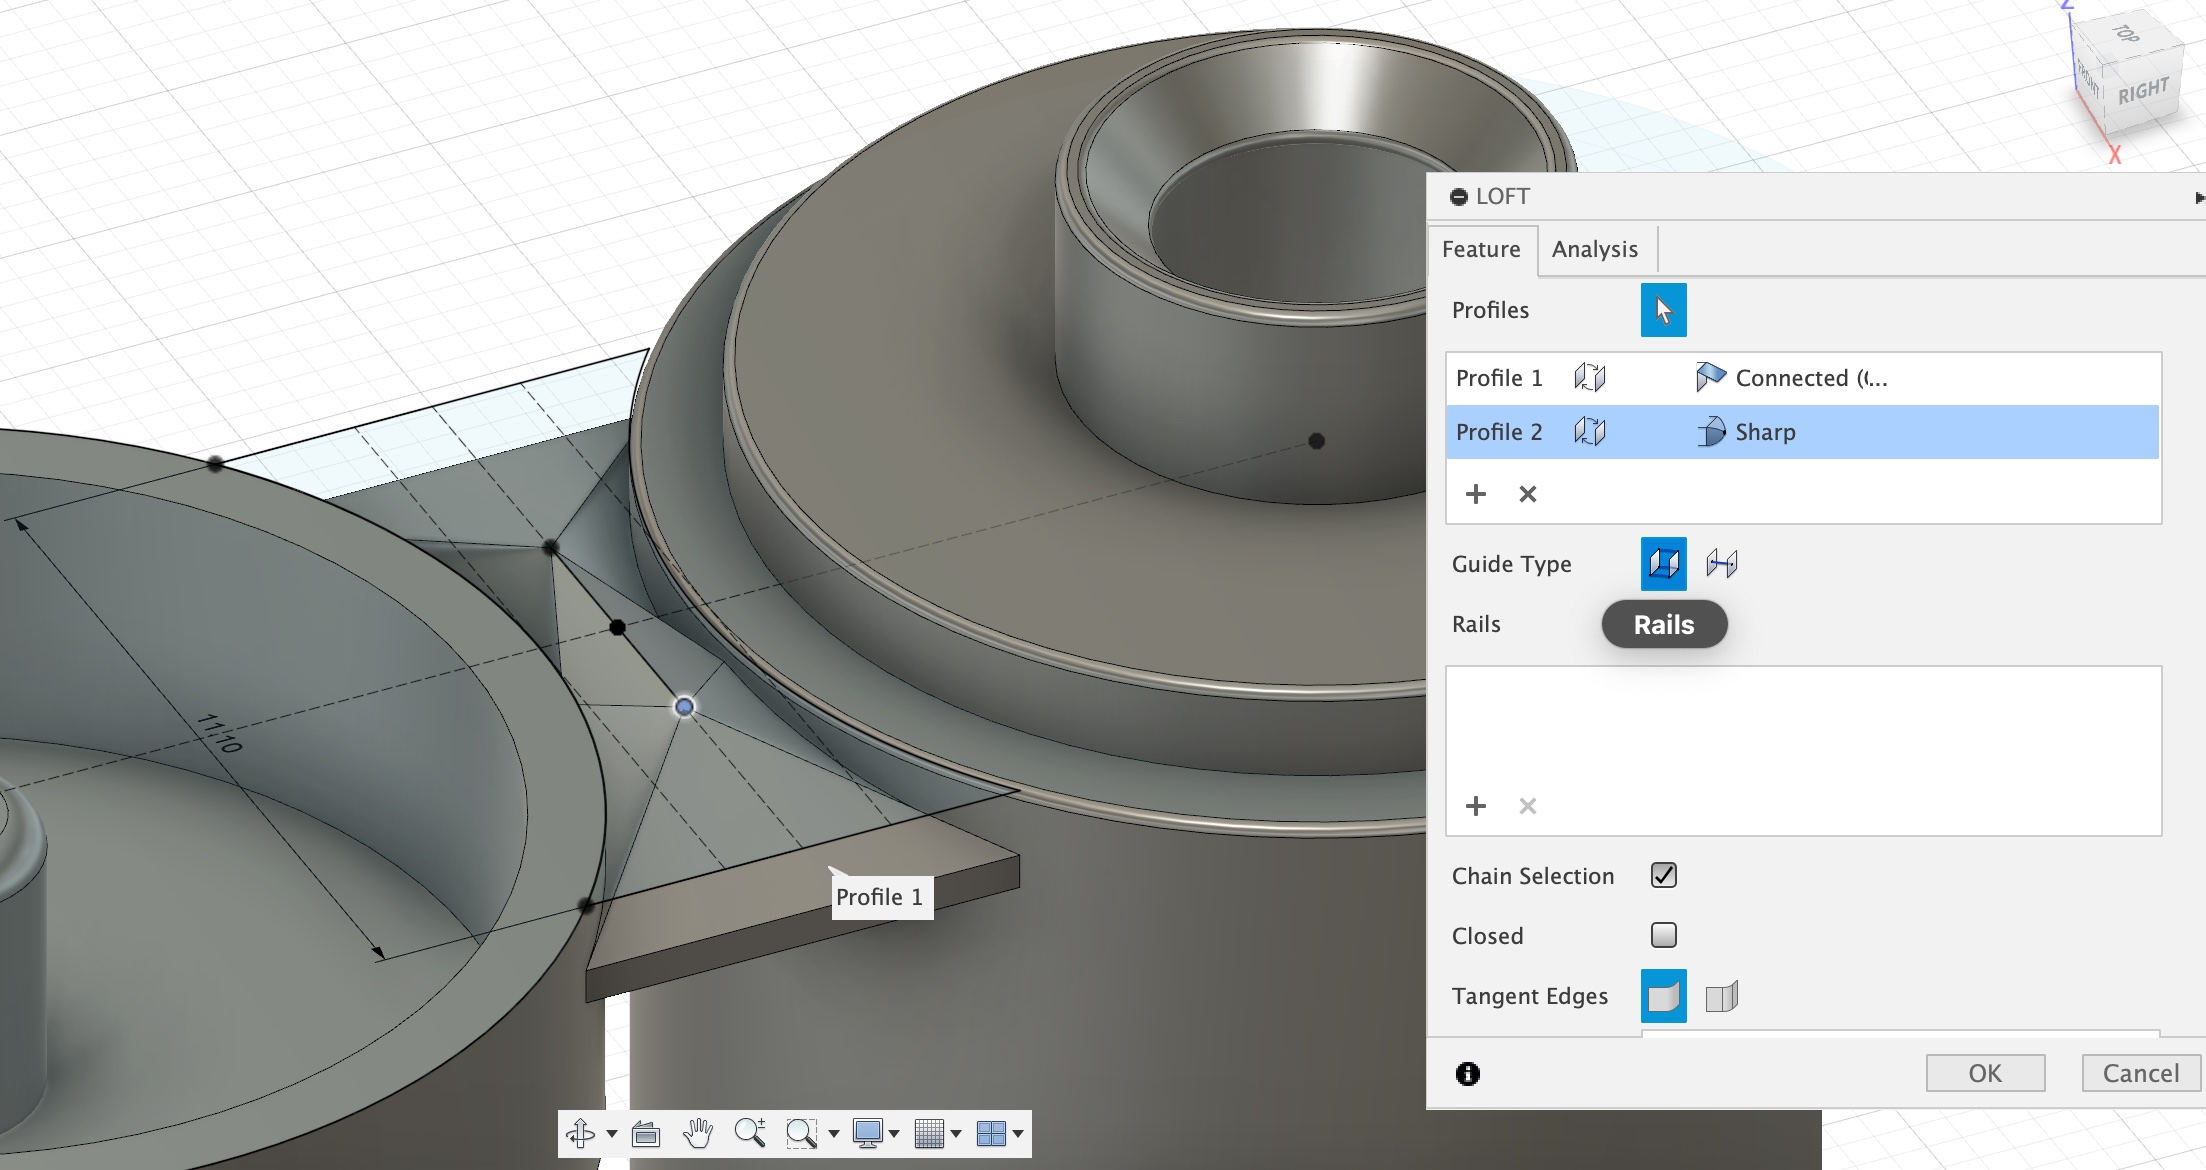 Z
TOP
FRONT
RIGHT
X
LOFT
Feature
Analysis
Profiles
Profile 1
Connected (...
Profile 2
Sharp
Guide Type
Rails
Rails
Chain Selection
Closed
Tangent Edges
OK
Cancel
11.10
Profile 1